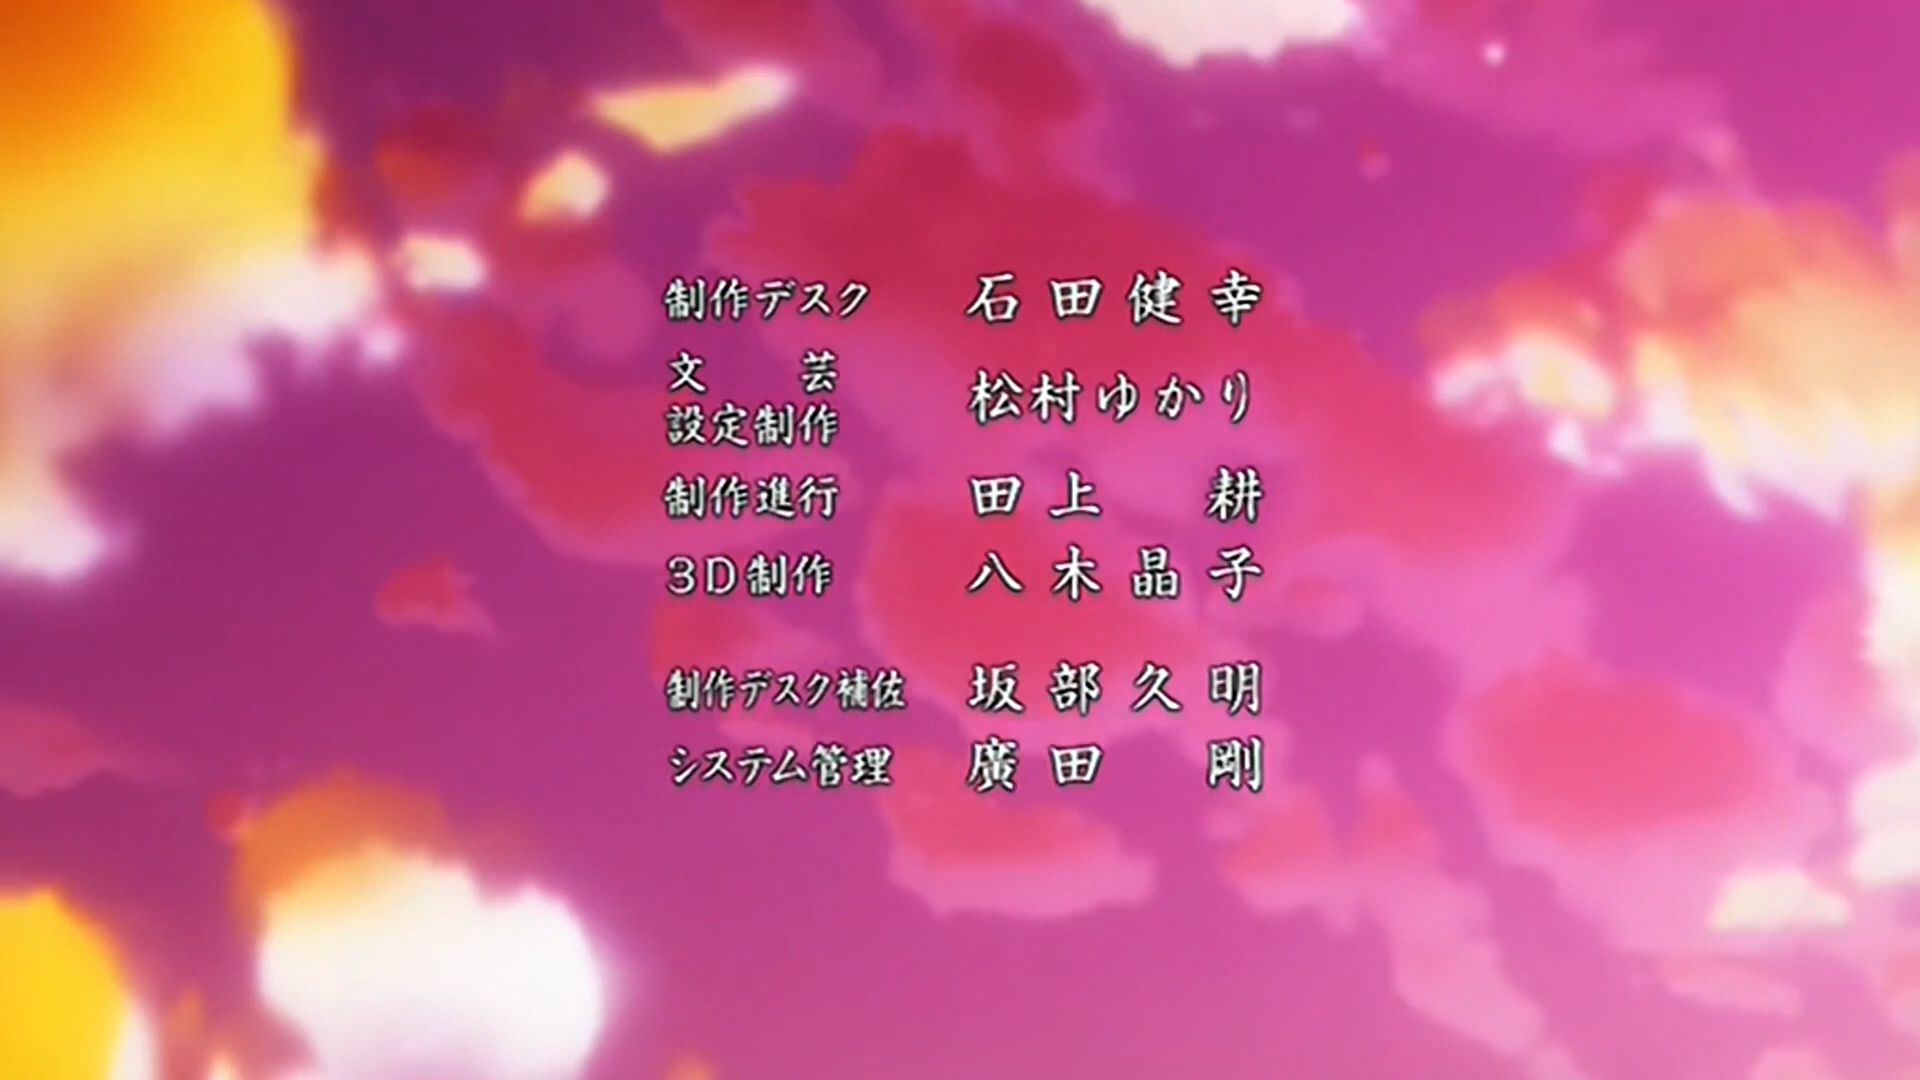 制作デスク 石田健幸
文芸
設定制作 松村ゆかり
制作進行 田上 耕
3D制作 八木晶子
制作デスク補佐 坂部久明
システム管理 廣田 剛